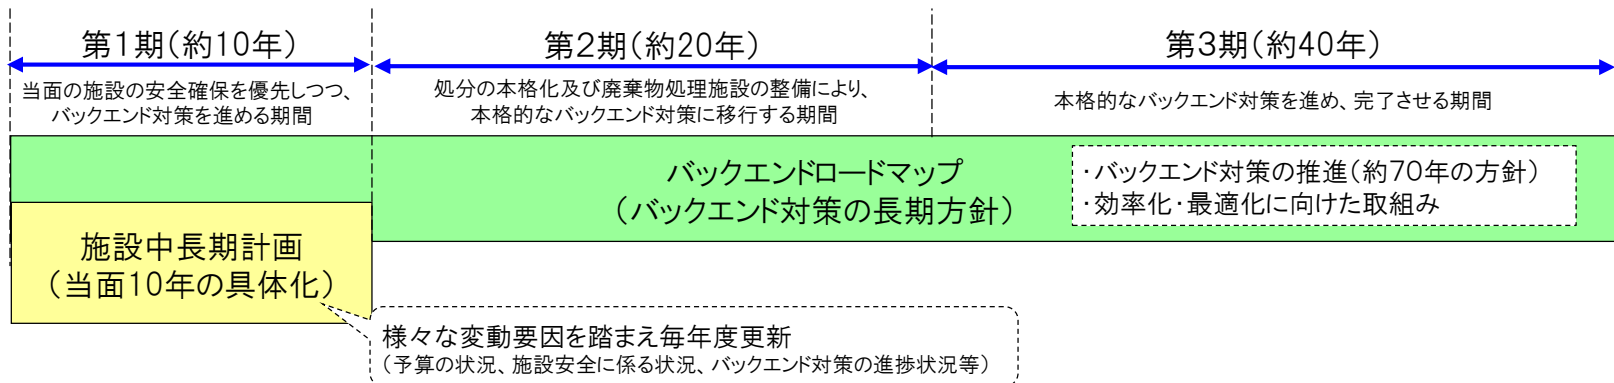 第1期(約10年)
第2期(約20年)
第3期(約40年)
当面の施設の安全確保を優先しつつ、
バックエンド対策を進める期間
処分の本格化及び廃棄物処理施設の整備により、
本格的なバックエンド対策に移行する期間
本格的なバックエンド対策を進め、完了させる期間
バックエンドロードマップ
(バックエンド対策の長期方針)
・バックエンド対策の推進(約70年の方針)
・効率化・最適化に向けた取組み
施設中長期計画
(当面10年の具体化)
様々な変動要因を踏まえ毎年度更新
(予算の状況、施設安全に係る状況、バックエンド対策の進捗状況等)